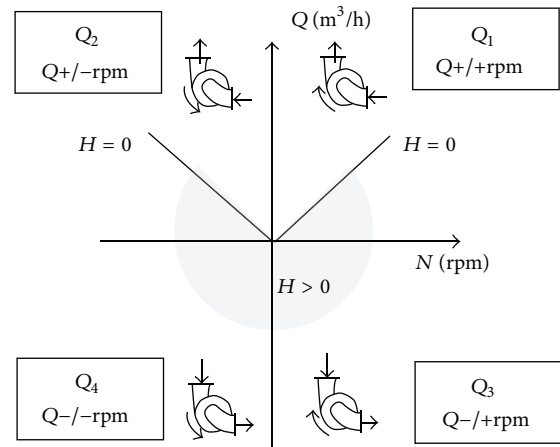 Q₂
Q+/−rpm
Q (m³/h)
Q₁
Q+/+rpm
H = 0
H = 0
N (rpm)
H > 0
Q₄
Q−/−rpm
Q₃
Q−/+rpm